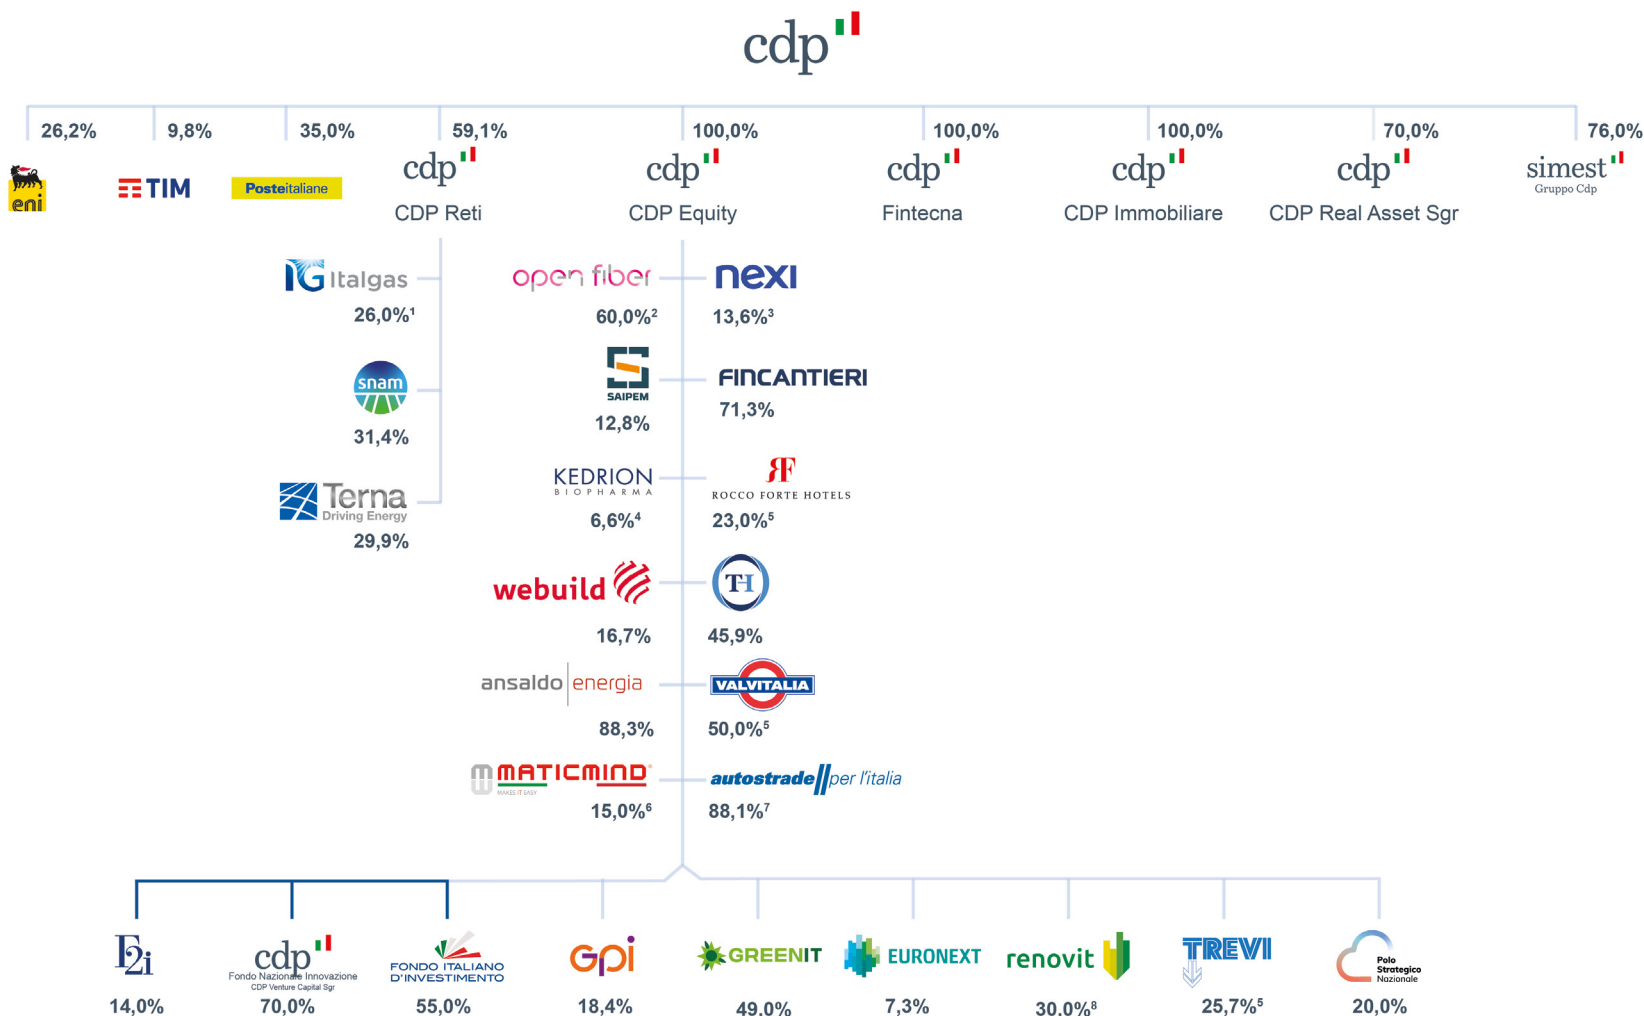 cdp
26,2%
9,8%
35,0%
59,1%
100,0%
100,0%
100,0%
70,0%
76,0%
eni
TIM
Posteitaliane
cdp
CDP Reti
cdp
CDP Equity
cdp
Fintecna
cdp
CDP Immobiliare
cdp
CDP Real Asset Sgr
simest
Gruppo Cdp
IG Italgas
26,0%¹
snam
31,4%
Terna
Driving Energy
29,9%
open fiber
60,0%²
nexi
13,6%³
SAIPEM
12,8%
FINCANTIERI
71,3%
KEDRION
BIOPHARMA
6,6%⁴
RF
ROCCO FORTE HOTELS
23,0%⁵
webuild
16,7%
TH
45,9%
ansaldo energia
88,3%
VALVITALIA
50,0%⁵
MATICMIND
MAKES IT EASY
15,0%⁶
autostrade per l'italia
88,1%⁷
F2i
14,0%
cdp
Fondo Nazionale Innovazione
CDP Venture Capital Sgr
70,0%
FONDO ITALIANO
D'INVESTIMENTO
55,0%
Gpi
18,4%
GREENIT
49,0%
EURONEXT
7,3%
renovit
30,0%⁸
TREVI
25,7%⁵
Polo
Strategico
Nazionale
20,0%